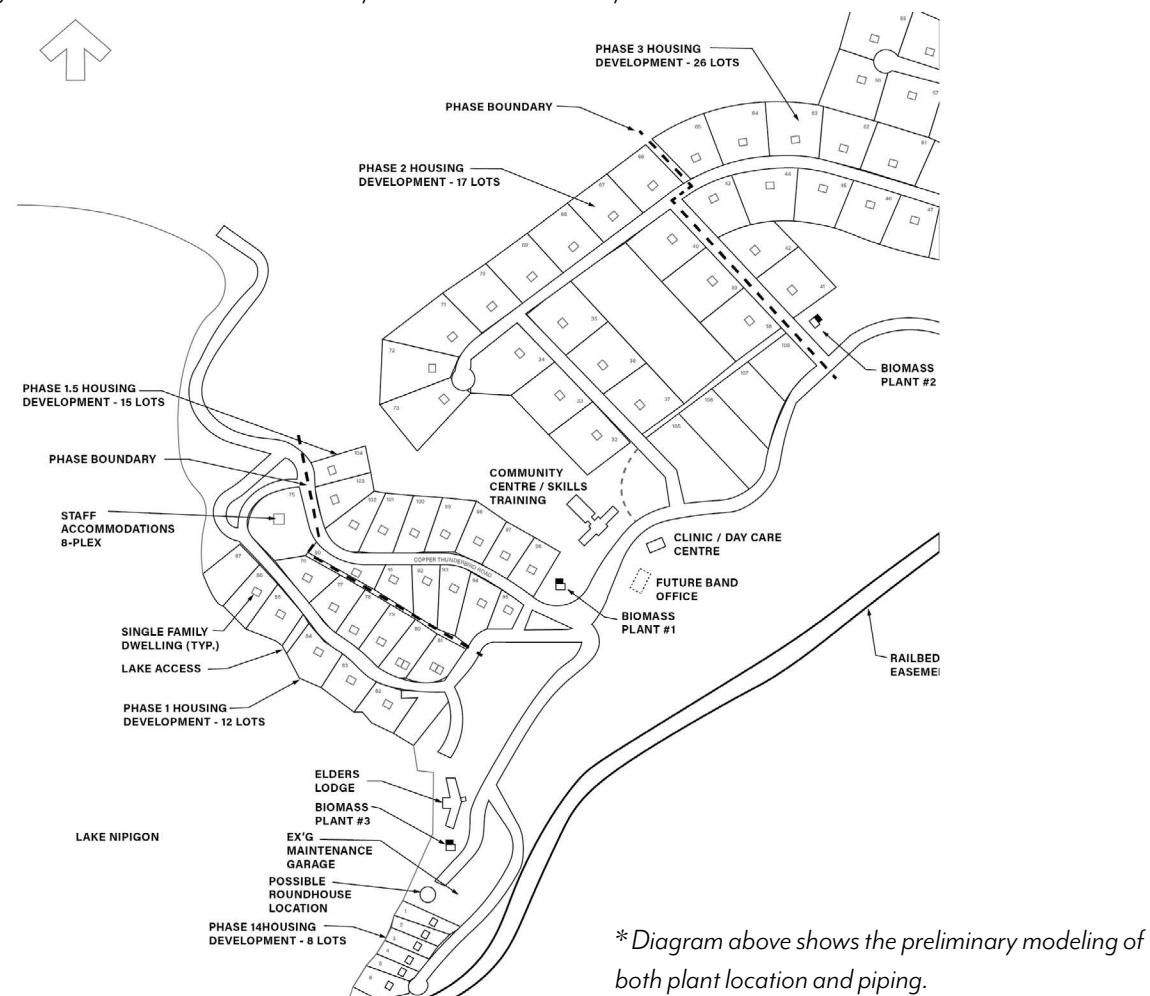 PHASE 3 HOUSING
DEVELOPMENT - 26 LOTS
PHASE BOUNDARY
PHASE 2 HOUSING
DEVELOPMENT - 17 LOTS
BIOMASS
PLANT #2
PHASE 1.5 HOUSING
DEVELOPMENT - 15 LOTS
PHASE BOUNDARY
COMMUNITY
CENTRE / SKILLS
TRAINING
STAFF
ACCOMMODATIONS
8-PLEX
CLINIC / DAY CARE
CENTRE
COPPER THUNDERBIRD ROAD
FUTURE BAND
OFFICE
BIOMASS
PLANT #1
SINGLE FAMILY
DWELLING (TYP.)
LAKE ACCESS
RAILBED
EASEME
PHASE 1 HOUSING
DEVELOPMENT - 12 LOTS
ELDERS
LODGE
BIOMASS
PLANT #3
LAKE NIPIGON
EX'G
MAINTENANCE
GARAGE
POSSIBLE
ROUNDHOUSE
LOCATION
PHASE 14HOUSING
DEVELOPMENT - 8 LOTS
* Diagram above shows the preliminary modeling of
both plant location and piping.